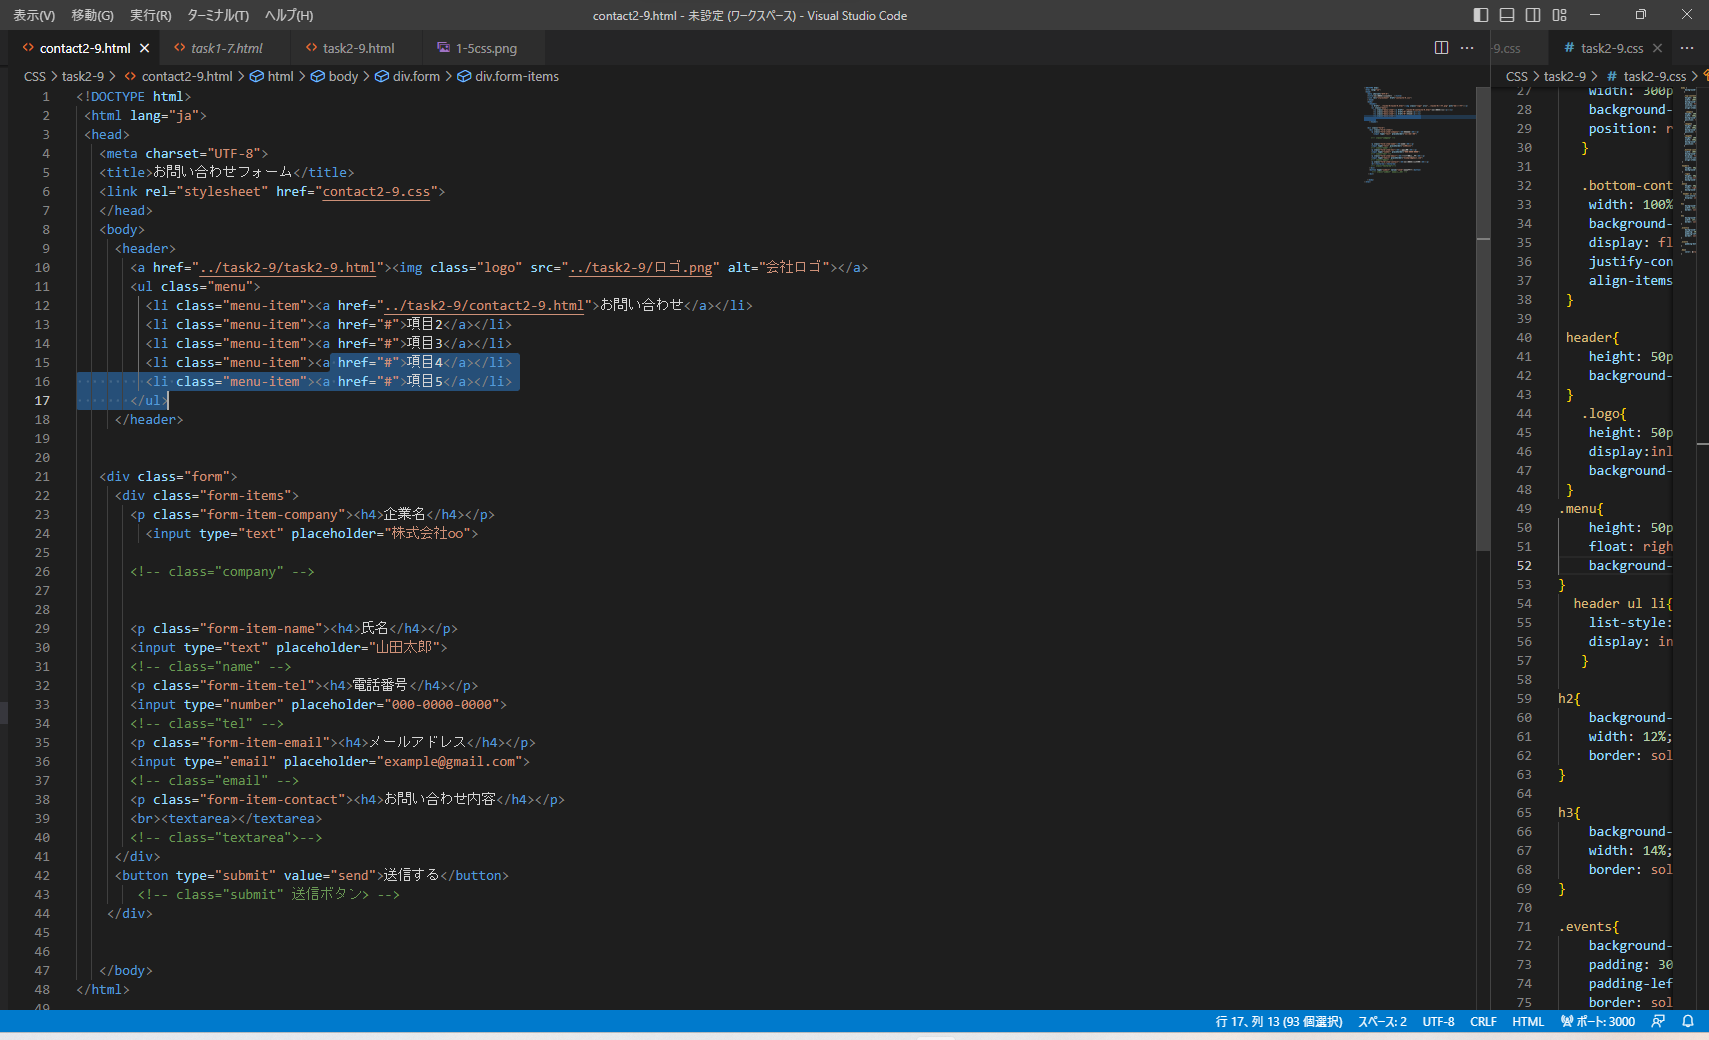 表示(V) 移動(G) 実行(R) ターミナル(T) ヘルプ(H) contact2-9.html - 未設定 (ワークスペース) - Visual Studio Code
contact2-9.html task1-7.html task2-9.html 1-5css.png -9.css # task2-9.css
CSS > task2-9 > contact2-9.html > html > body > div.form > div.form-items
1 <!DOCTYPE html>
2 <html lang="ja">
3 <head>
4 <meta charset="UTF-8">
5 <title>お問い合わせフォーム</title>
6 <link rel="stylesheet" href="contact2-9.css">
7 </head>
8 <body>
9 <header>
10 <a href="../task2-9/task2-9.html"><img class="logo" src="../task2-9/ロゴ.png" alt="会社ロゴ"></a>
11 <ul class="menu">
12 <li class="menu-item"><a href="../task2-9/contact2-9.html">お問い合わせ</a></li>
13 <li class="menu-item"><a href="#">項目2</a></li>
14 <li class="menu-item"><a href="#">項目3</a></li>
15 <li class="menu-item"><a href="#">項目4</a></li>
16 <li class="menu-item"><a href="#">項目5</a></li>
17 </ul>
18 </header>
19
20
21 <div class="form">
22 <div class="form-items">
23 <p class="form-item-company"><h4>企業名</h4></p>
24 <input type="text" placeholder="株式会社oo">
25
26 <!-- class="company" -->
27
28
29 <p class="form-item-name"><h4>氏名</h4></p>
30 <input type="text" placeholder="山田太郎">
31 <!-- class="name" -->
32 <p class="form-item-tel"><h4>電話番号</h4></p>
33 <input type="number" placeholder="000-0000-0000">
34 <!-- class="tel" -->
35 <p class="form-item-email"><h4>メールアドレス</h4></p>
36 <input type="email" placeholder="example@gmail.com">
37 <!-- class="email" -->
38 <p class="form-item-contact"><h4>お問い合わせ内容</h4></p>
39 <br><textarea></textarea>
40 <!-- class="textarea">-->
41 </div>
42 <button type="submit" value="send">送信する</button>
43 <!-- class="submit" 送信ボタン> -->
44 </div>
45
46
47 </body>
48 </html>
49
CSS > task2-9 > # task2-9.css >
27 width: 300p
28 background-
29 position: r
30 }
31
32 .bottom-cont
33 width: 100%
34 background-
35 display: fl
36 justify-con
37 align-items
38 }
39
40 header{
41 height: 50p
42 background-
43 }
44 .logo{
45 height: 50p
46 display:inl
47 background-
48 }
49 .menu{
50 height: 50p
51 float: righ
52 background-
53 }
54 header ul li{
55 list-style:
56 display: in
57 }
58
59 h2{
60 background-
61 width: 12%;
62 border: sol
63 }
64
65 h3{
66 background-
67 width: 14%;
68 border: sol
69 }
70
71 .events{
72 background-
73 padding: 30
74 padding-lef
75 border: sol
行 17、列 13 (93 個選択) スペース: 2 UTF-8 CRLF HTML ポート: 3000